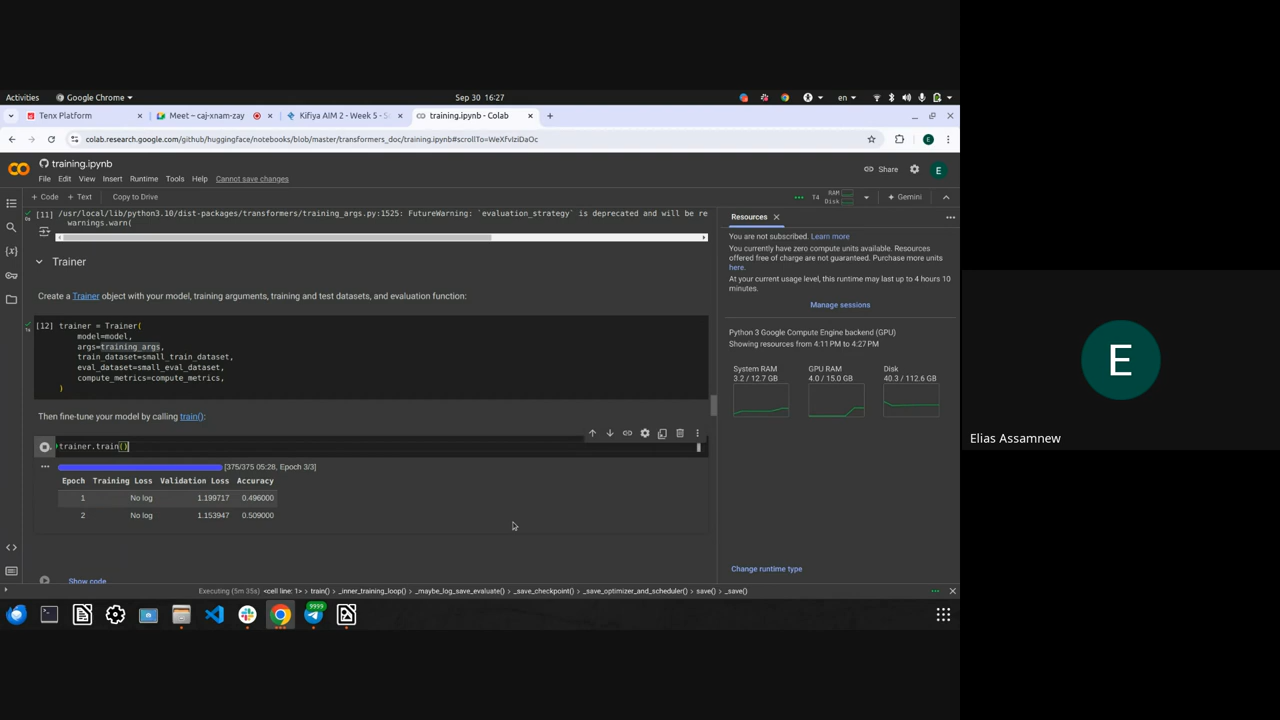 Activities
Google Chrome
Sep 30 16:27
en
Tenx Platform
Meet – caj-xnam-zay
Kifiya AIM 2 - Week 5 - S
training.ipynb - Colab
colab.research.google.com/github/huggingface/notebooks/blob/master/transformers_doc/training.ipynb#scrollTo=WeXfvIziDaOc
E
CO
training.ipynb
Share
E
File Edit View Insert Runtime Tools Help Cannot save changes
+ Code + Text Copy to Drive
T4 RAM Disk
Gemini
[11] /usr/local/lib/python3.10/dist-packages/transformers/training_args.py:1525: FutureWarning: `evaluation_strategy` is deprecated and will be re
warnings.warn(
Trainer
Create a Trainer object with your model, training arguments, training and test datasets, and evaluation function:
[12] trainer = Trainer(
model=model,
args=training_args,
train_dataset=small_train_dataset,
eval_dataset=small_eval_dataset,
compute_metrics=compute_metrics,
)
Then fine-tune your model by calling train():
trainer.train()
[375/375 05:28, Epoch 3/3]
Epoch Training Loss Validation Loss Accuracy
1 No log 1.199717 0.496000
2 No log 1.153947 0.509000
Show code
Resources
You are not subscribed. Learn more
You currently have zero compute units available. Resources
offered free of charge are not guaranteed. Purchase more units
here.
At your current usage level, this runtime may last up to 4 hours 10
minutes.
Manage sessions
Python 3 Google Compute Engine backend (GPU)
Showing resources from 4:11 PM to 4:27 PM
System RAM
3.2 / 12.7 GB
GPU RAM
4.0 / 15.0 GB
Disk
40.3 / 112.6 GB
Change runtime type
Executing (5m 35s) <cell line: 1> > train() > _inner_training_loop() > _maybe_log_save_evaluate() > _save_checkpoint() > _save_optimizer_and_scheduler() > save() > _save()
9999
E
Elias Assamnew